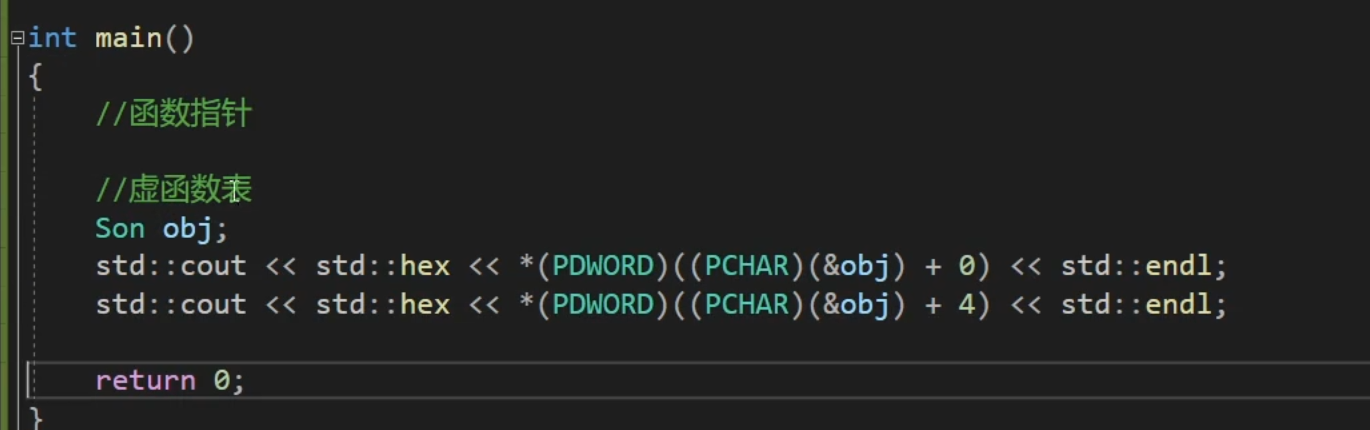 int main()
{
//函数指针
//虚函数表
Son obj;
std::cout << std::hex << *(PDWORD)((PCHAR)(&obj) + 0) << std::endl;
std::cout << std::hex << *(PDWORD)((PCHAR)(&obj) + 4) << std::endl;
return 0;
}